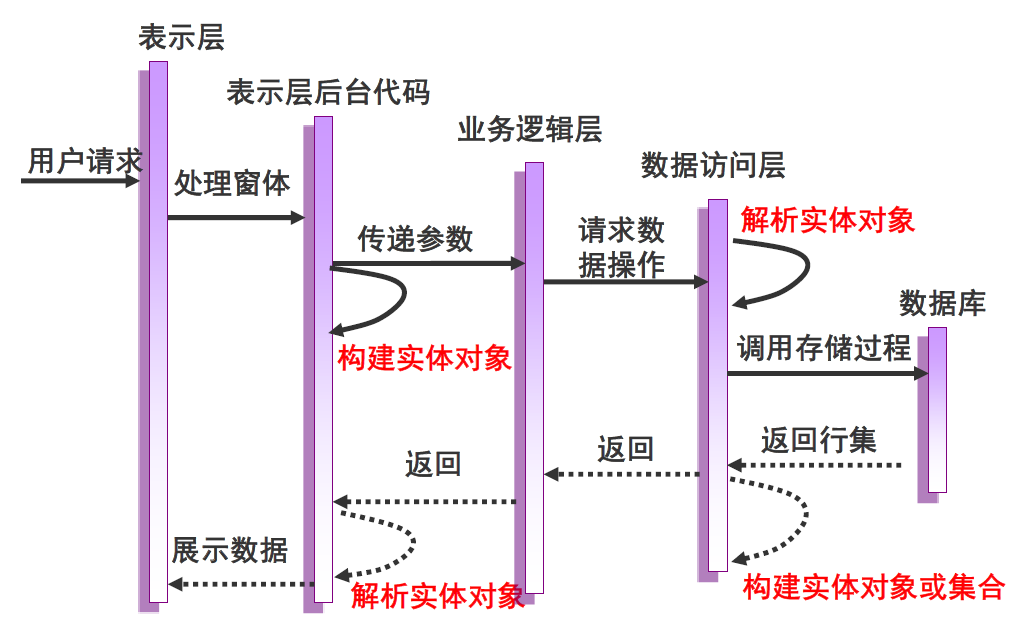 表示层
表示层后台代码
业务逻辑层
用户请求
数据访问层
处理窗体
解析实体对象
传递参数
请求数
据操作
数据库
构建实体对象
调用存储过程
返回行集
返回
返回
展示数据
解析实体对象
构建实体对象或集合